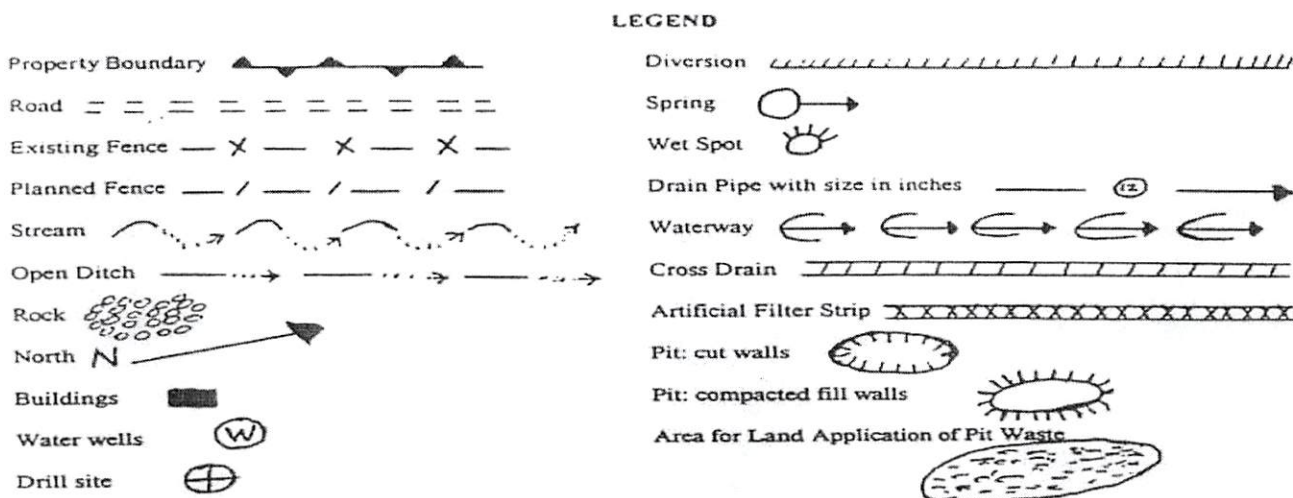 LEGEND
Property Boundary
Road
Existing Fence
Planned Fence
Stream
Open Ditch
Rock
North N
Buildings
Water wells W
Drill site
Diversion
Spring
Wet Spot
Drain Pipe with size in inches 12
Waterway
Cross Drain
Artificial Filter Strip
Pit: cut walls
Pit: compacted fill walls
Area for Land Application of Pit Waste